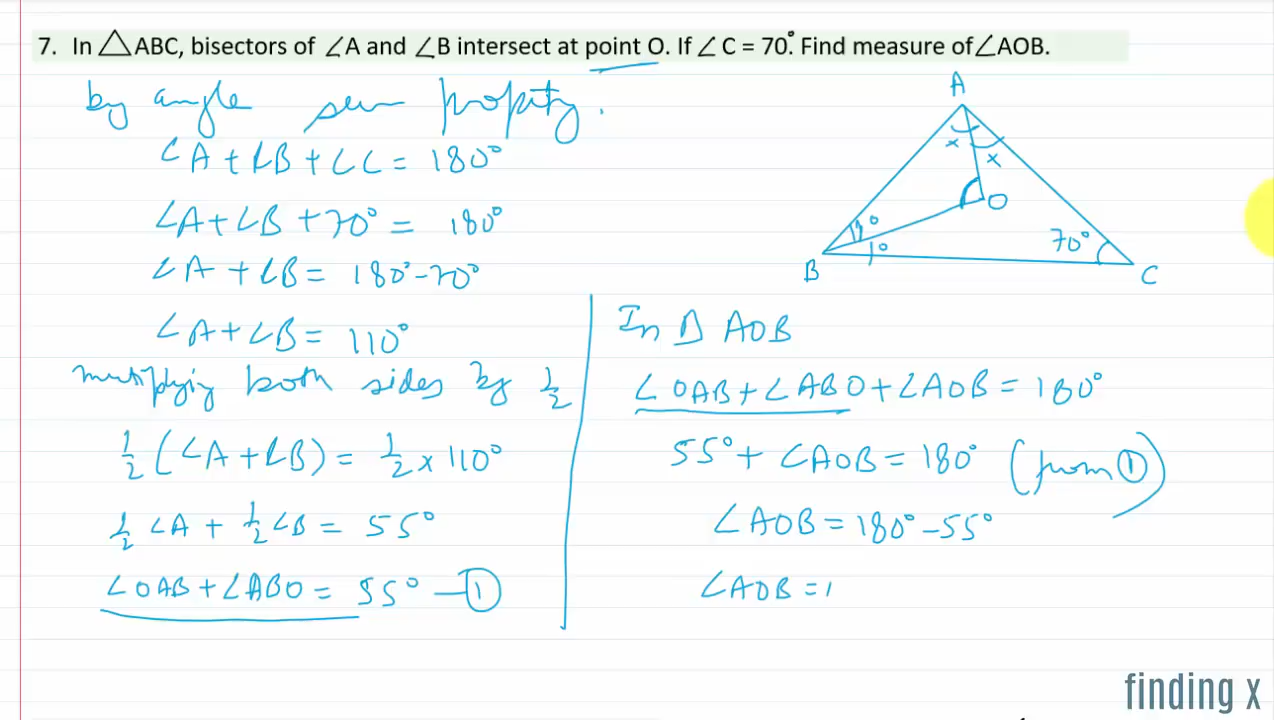 7. In △ABC, bisectors of ∠A and ∠B intersect at point O. If ∠C = 70°. Find measure of ∠AOB.
by angle sum property.
∠A + ∠B + ∠C = 180°
∠A + ∠B + 70° = 180°
∠A + ∠B = 180° - 70°
∠A + ∠B = 110°
multiplying both sides by 1/2
1/2 (∠A + ∠B) = 1/2 × 110°
1/2 ∠A + 1/2 ∠B = 55°
∠OAB + ∠ABO = 55° — ①
A
x
x
O
70°
B
C
In △ AOB
∠OAB + ∠ABO + ∠AOB = 180°
55° + ∠AOB = 180° (from ①)
∠AOB = 180° - 55°
∠AOB = 1
finding x